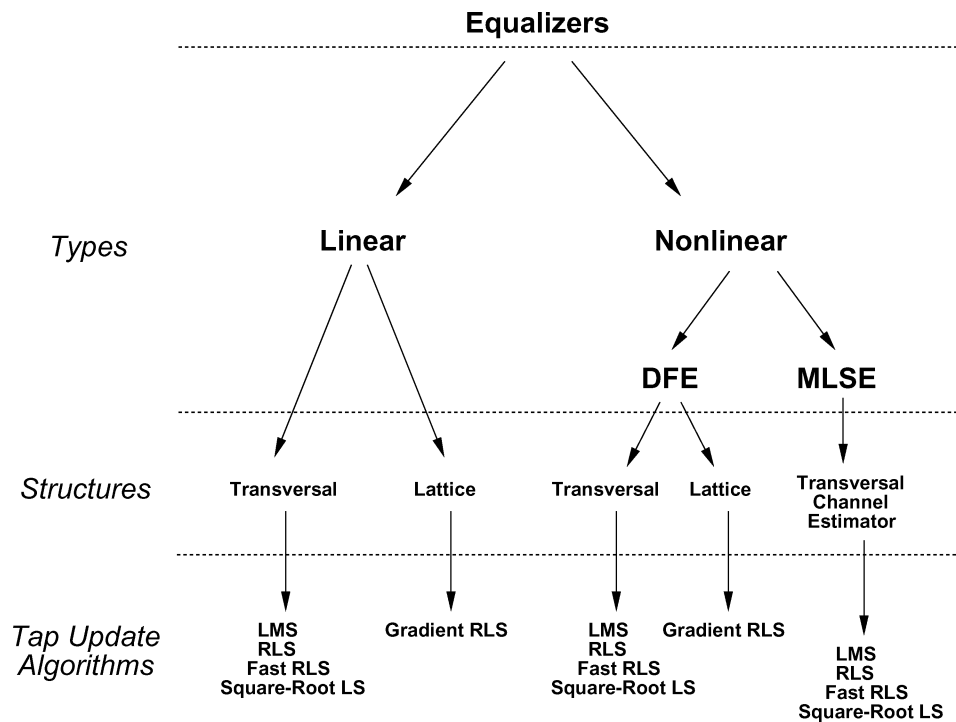 Equalizers
Types
Linear
Nonlinear
DFE
MLSE
Structures
Transversal
Lattice
Transversal
Lattice
Transversal
Channel
Estimator
Tap Update
Algorithms
LMS
RLS
Fast RLS
Square-Root LS
Gradient RLS
LMS
RLS
Fast RLS
Square-Root LS
Gradient RLS
LMS
RLS
Fast RLS
Square-Root LS